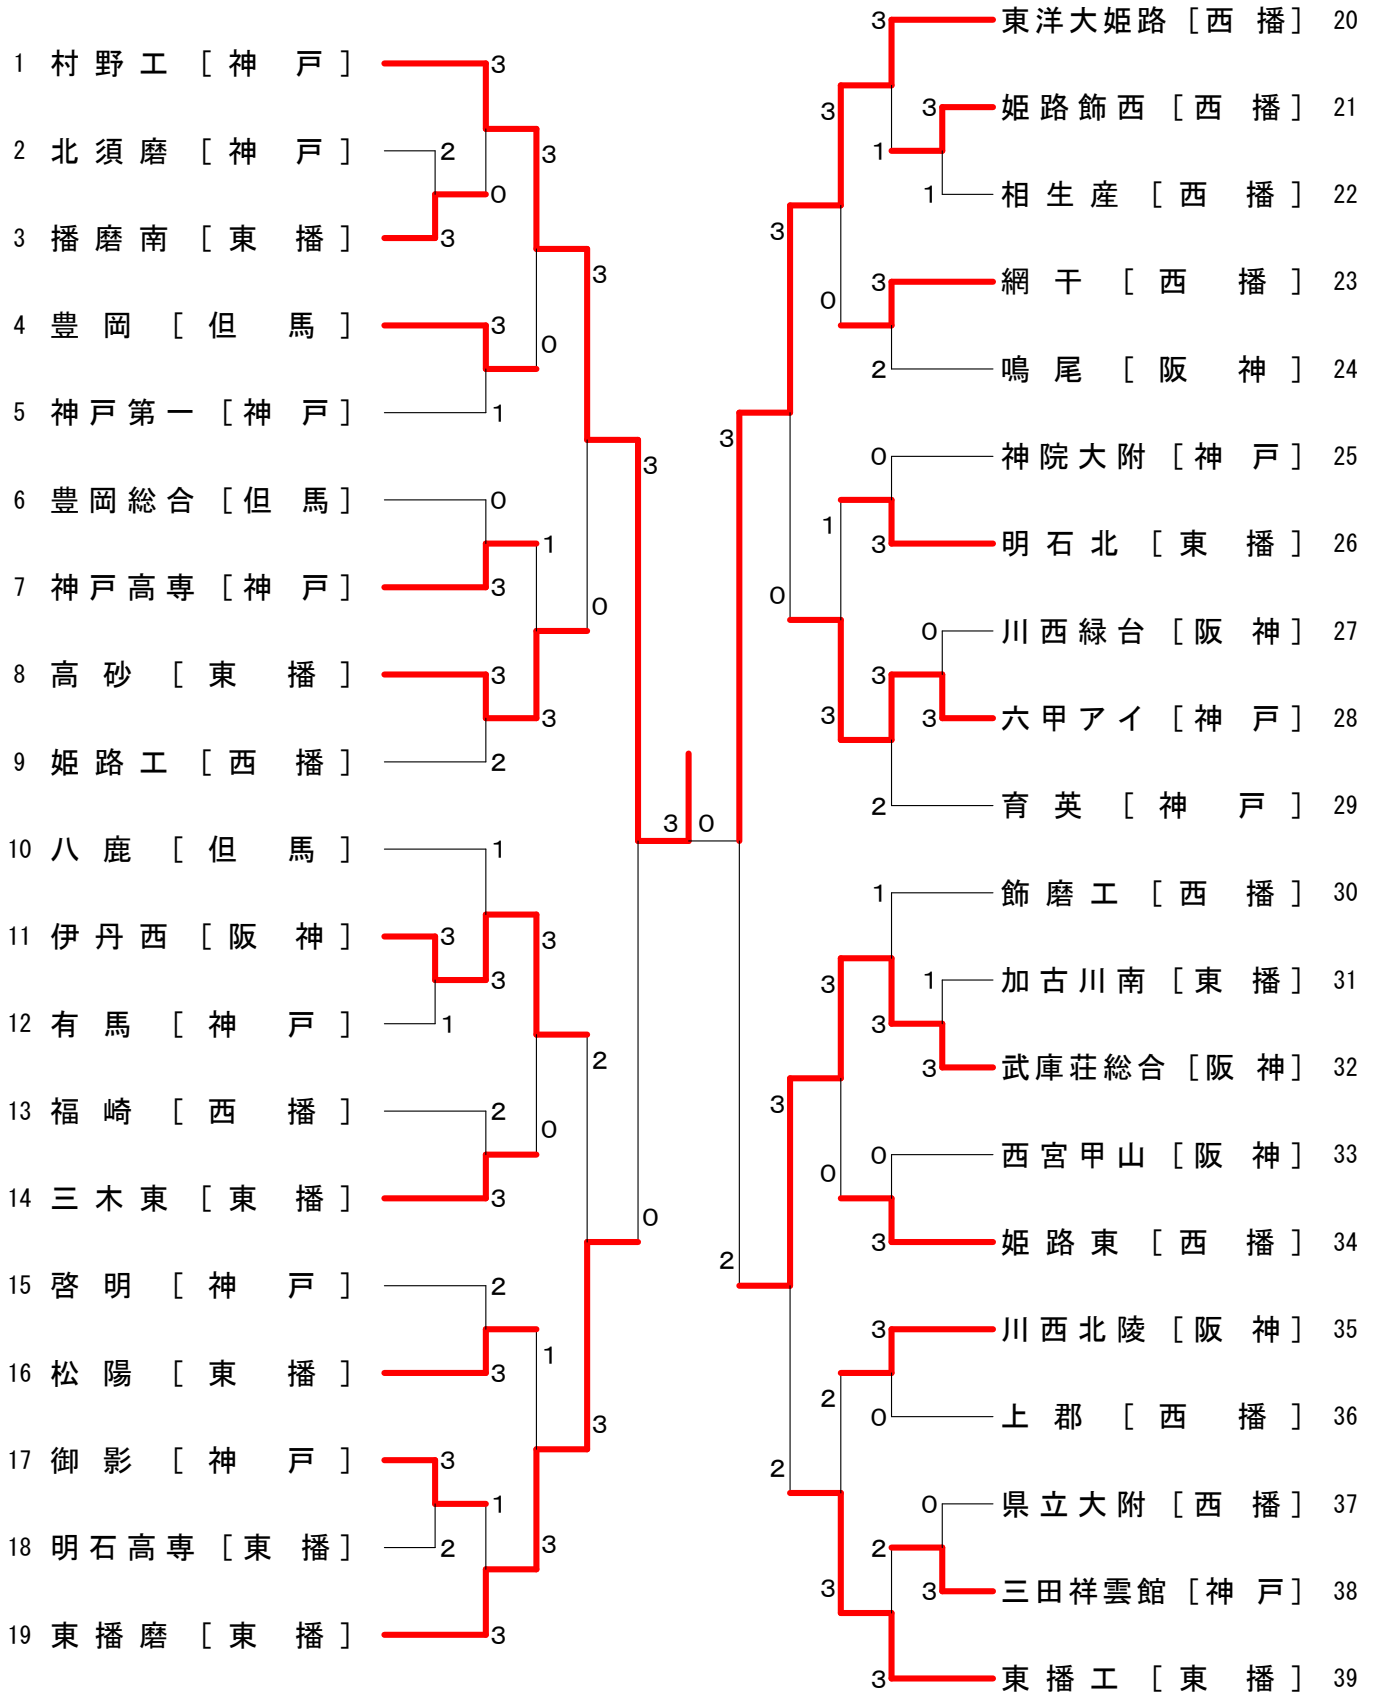 1 村野工 [神 戸]
2 北須磨 [神 戸]
3 播磨南 [東 播]
4 豊岡 [但 馬]
5 神戸第一 [神 戸]
6 豊岡総合 [但 馬]
7 神戸高専 [神 戸]
8 高砂 [東 播]
9 姫路工 [西 播]
10 八鹿 [但 馬]
11 伊丹西 [阪 神]
12 有馬 [神 戸]
13 福崎 [西 播]
14 三木東 [東 播]
15 啓明 [神 戸]
16 松陽 [東 播]
17 御影 [神 戸]
18 明石高専 [東 播]
19 東播磨 [東 播]
3
2
0
3
3
1
0
3
3
2
1
3
3
1
2
3
2
3
3
1
2
3
3
0
1
3
3
0
1
3
3
0
2
3
3
0
3 0
3
2
3
0
3
2
3
0
1
3
3
0
2
3
3
1
3
1
3
2
0
3
0
3
3
2
1
1
3
3
0
3
3
0
0
2
3
3
東洋大姫路 [西 播] 20
姫路飾西 [西 播] 21
相生産 [西 播] 22
網干 [西 播] 23
鳴尾 [阪 神] 24
神院大附 [神 戸] 25
明石北 [東 播] 26
川西緑台 [阪 神] 27
六甲アイ [神 戸] 28
育英 [神 戸] 29
飾磨工 [西 播] 30
加古川南 [東 播] 31
武庫荘総合 [阪 神] 32
西宮甲山 [阪 神] 33
姫路東 [西 播] 34
川西北陵 [阪 神] 35
上郡 [西 播] 36
県立大附 [西 播] 37
三田祥雲館 [神 戸] 38
東播工 [東 播] 39